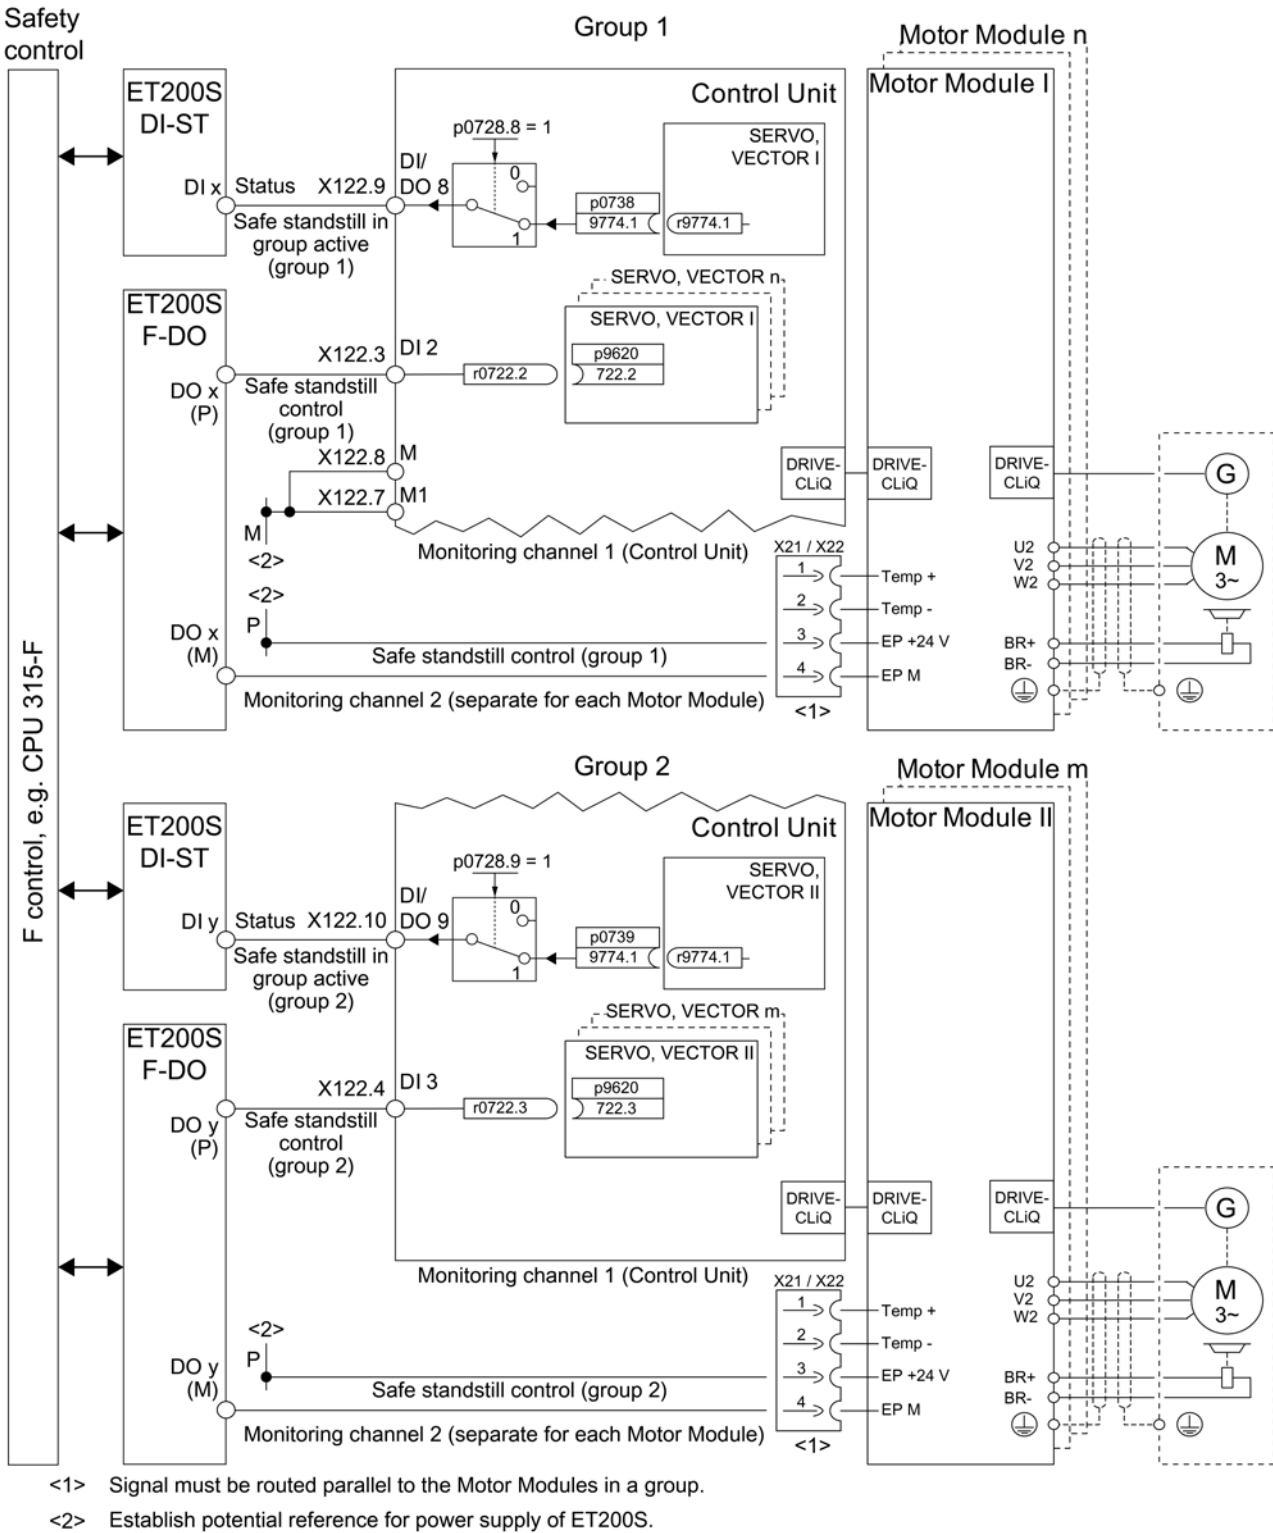 Safety
control
Group 1
Motor Module n
ET200S
DI-ST
Control Unit
Motor Module I
p0728.8 = 1
SERVO,
VECTOR I
DI/
DO 8
0
1
DI x
Status
X122.9
Safe standstill in
group active
(group 1)
p0738
9774.1
r9774.1
SERVO, VECTOR n
SERVO, VECTOR I
ET200S
F-DO
X122.3
DI 2
r0722.2
p9620
722.2
DO x
(P)
Safe standstill
control
(group 1)
X122.8
M
X122.7
M1
M
<2>
DRIVE-
CLiQ
DRIVE-
CLiQ
DRIVE-
CLiQ
G
Monitoring channel 1 (Control Unit)
X21 / X22
1
Temp +
2
Temp -
3
EP +24 V
4
EP M
<1>
U2
V2
W2
M
3~
BR+
BR-
<2>
P
DO x
(M)
Safe standstill control (group 1)
Monitoring channel 2 (separate for each Motor Module)
F control, e.g. CPU 315-F
Group 2
Motor Module m
ET200S
DI-ST
Control Unit
Motor Module II
p0728.9 = 1
SERVO,
VECTOR II
DI/
DO 9
0
1
DI y
Status
X122.10
Safe standstill in
group active
(group 2)
p0739
9774.1
r9774.1
SERVO, VECTOR m
SERVO, VECTOR II
ET200S
F-DO
X122.4
DI 3
r0722.3
p9620
722.3
DO y
(P)
Safe standstill
control
(group 2)
DRIVE-
CLiQ
DRIVE-
CLiQ
DRIVE-
CLiQ
G
Monitoring channel 1 (Control Unit)
X21 / X22
1
Temp +
2
Temp -
3
EP +24 V
4
EP M
<1>
U2
V2
W2
M
3~
BR+
BR-
<2>
P
DO y
(M)
Safe standstill control (group 2)
Monitoring channel 2 (separate for each Motor Module)
<1> Signal must be routed parallel to the Motor Modules in a group.
<2> Establish potential reference for power supply of ET200S.